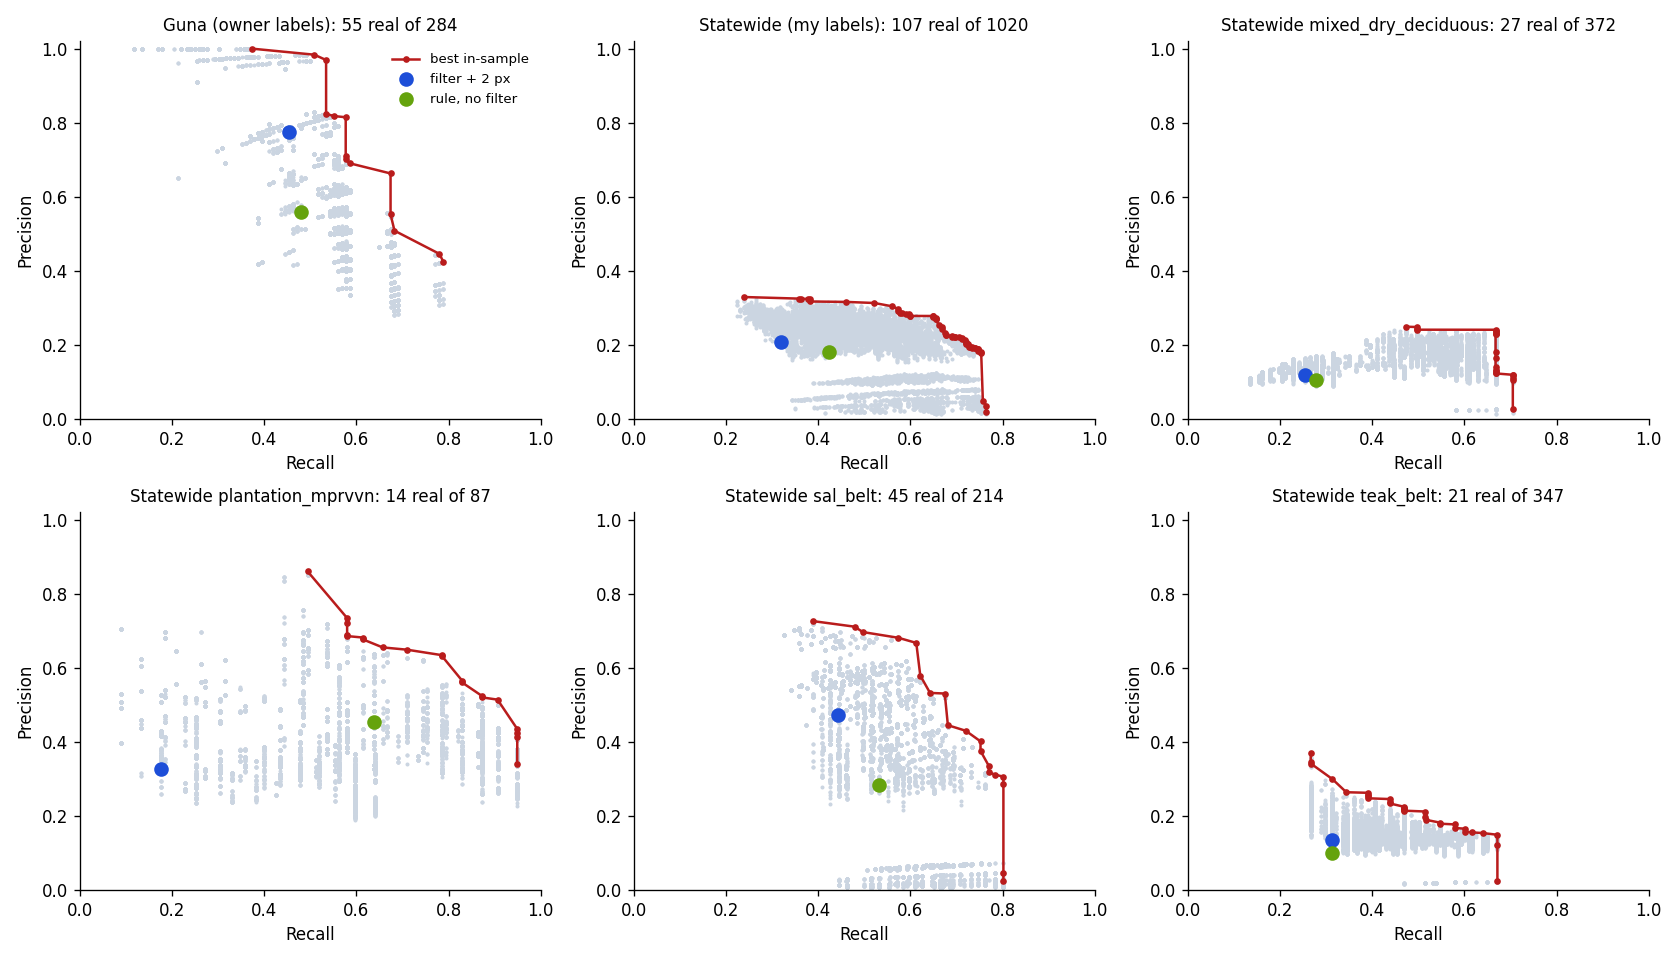 Guna (owner labels): 55 real of 284
best in-sample
filter + 2 px
rule, no filter
1.0
0.8
0.6
0.4
0.2
0.0
Precision
0.0 0.2 0.4 0.6 0.8 1.0
Recall
Statewide (my labels): 107 real of 1020
1.0
0.8
0.6
0.4
0.2
0.0
Precision
0.0 0.2 0.4 0.6 0.8 1.0
Recall
Statewide mixed_dry_deciduous: 27 real of 372
1.0
0.8
0.6
0.4
0.2
0.0
Precision
0.0 0.2 0.4 0.6 0.8 1.0
Recall
Statewide plantation_mprvvn: 14 real of 87
1.0
0.8
0.6
0.4
0.2
0.0
Precision
0.0 0.2 0.4 0.6 0.8 1.0
Recall
Statewide sal_belt: 45 real of 214
1.0
0.8
0.6
0.4
0.2
0.0
Precision
0.0 0.2 0.4 0.6 0.8 1.0
Recall
Statewide teak_belt: 21 real of 347
1.0
0.8
0.6
0.4
0.2
0.0
Precision
0.0 0.2 0.4 0.6 0.8 1.0
Recall